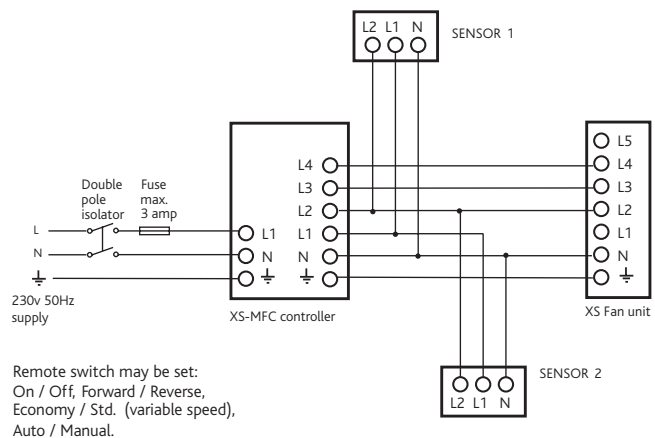 L2 L1 N
SENSOR 1
L5
L4
L3
L2
L1
N
XS Fan unit
L4
L3
L2
L1
N
XS-MFC controller
L1
N
Double
pole
isolator
Fuse
max.
3 amp
L
N
230v 50Hz
supply
SENSOR 2
L2 L1 N
Remote switch may be set:
On / Off, Forward / Reverse,
Economy / Std. (variable speed),
Auto / Manual.